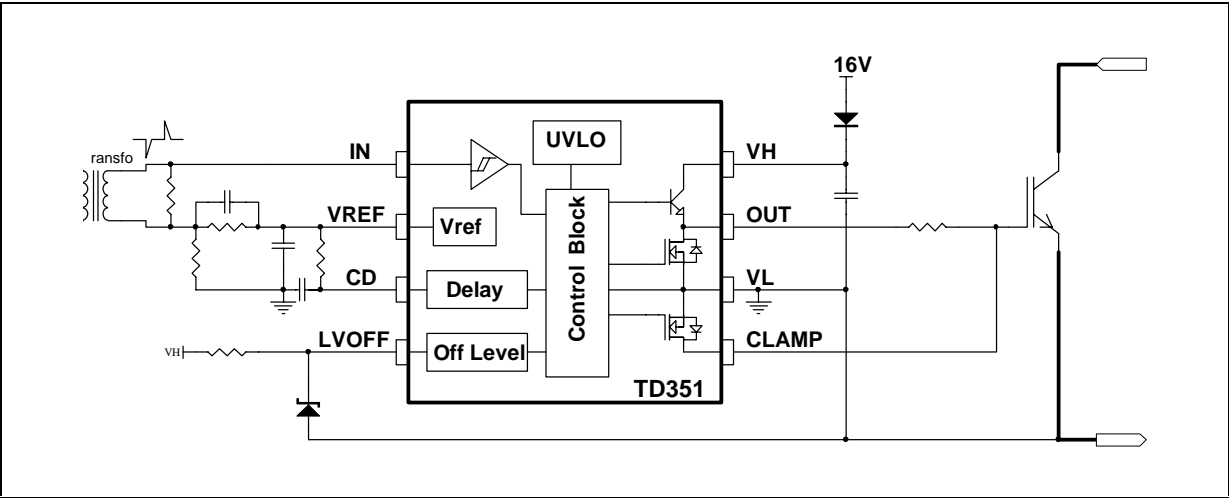 16V
ransfo
IN
UVLO
VH
VREF
Vref
Control Block
OUT
CD
Delay
VL
VH
LVOFF
Off Level
CLAMP
TD351